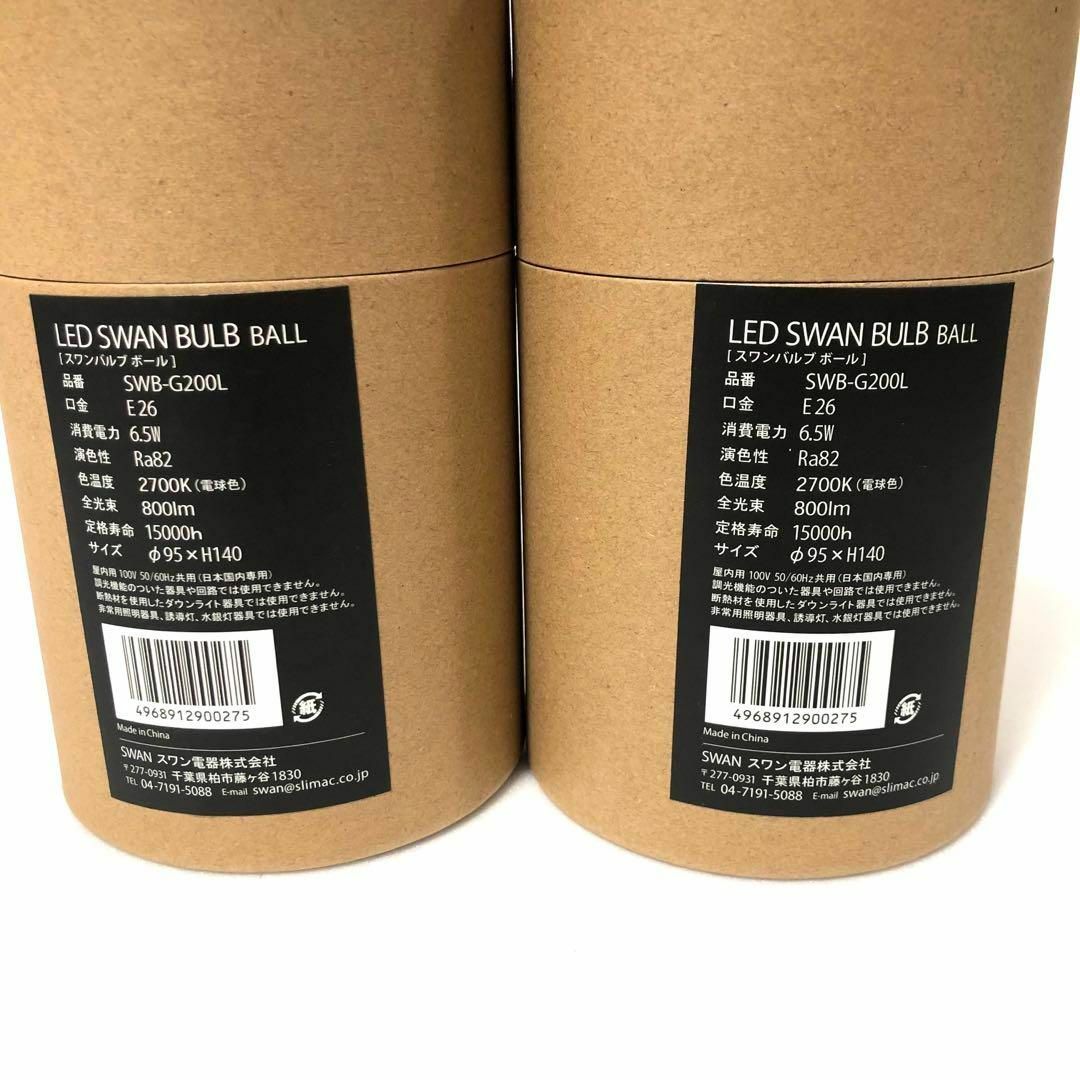 LED SWAN BULB BALL
[スワンバルブ ボール]
品番 SWB-G200L
口金 E26
消費電力 6.5W
演色性 Ra82
色温度 2700K (電球色)
全光束 800lm
定格寿命 15000h
サイズ φ95×H140
屋内用 100V 50/60Hz共用(日本国内専用)
調光機能のついた器具や回路では使用できません。
断熱材を使用したダウンライト器具では使用できません。
非常用照明器具、誘導灯、水銀灯器具では使用できません。
4968912900275
紙
Made in China
SWAN スワン電器株式会社
〒277-0931 千葉県柏市藤ヶ谷1830
TEL 04-7191-5088 E-mail swan@slimac.co.jp
LED SWAN BULB BALL
[スワンバルブ ボール]
品番 SWB-G200L
口金 E26
消費電力 6.5W
演色性 Ra82
色温度 2700K (電球色)
全光束 800lm
定格寿命 15000h
サイズ φ95×H140
屋内用 100V 50/60Hz共用(日本国内専用)
調光機能のついた器具や回路では使用できません。
断熱材を使用したダウンライト器具では使用できません。
非常用照明器具、誘導灯、水銀灯器具では使用できません。
4968912900275
紙
Made in China
SWAN スワン電器株式会社
〒277-0931 千葉県柏市藤ヶ谷1830
TEL 04-7191-5088 E-mail swan@slimac.co.jp